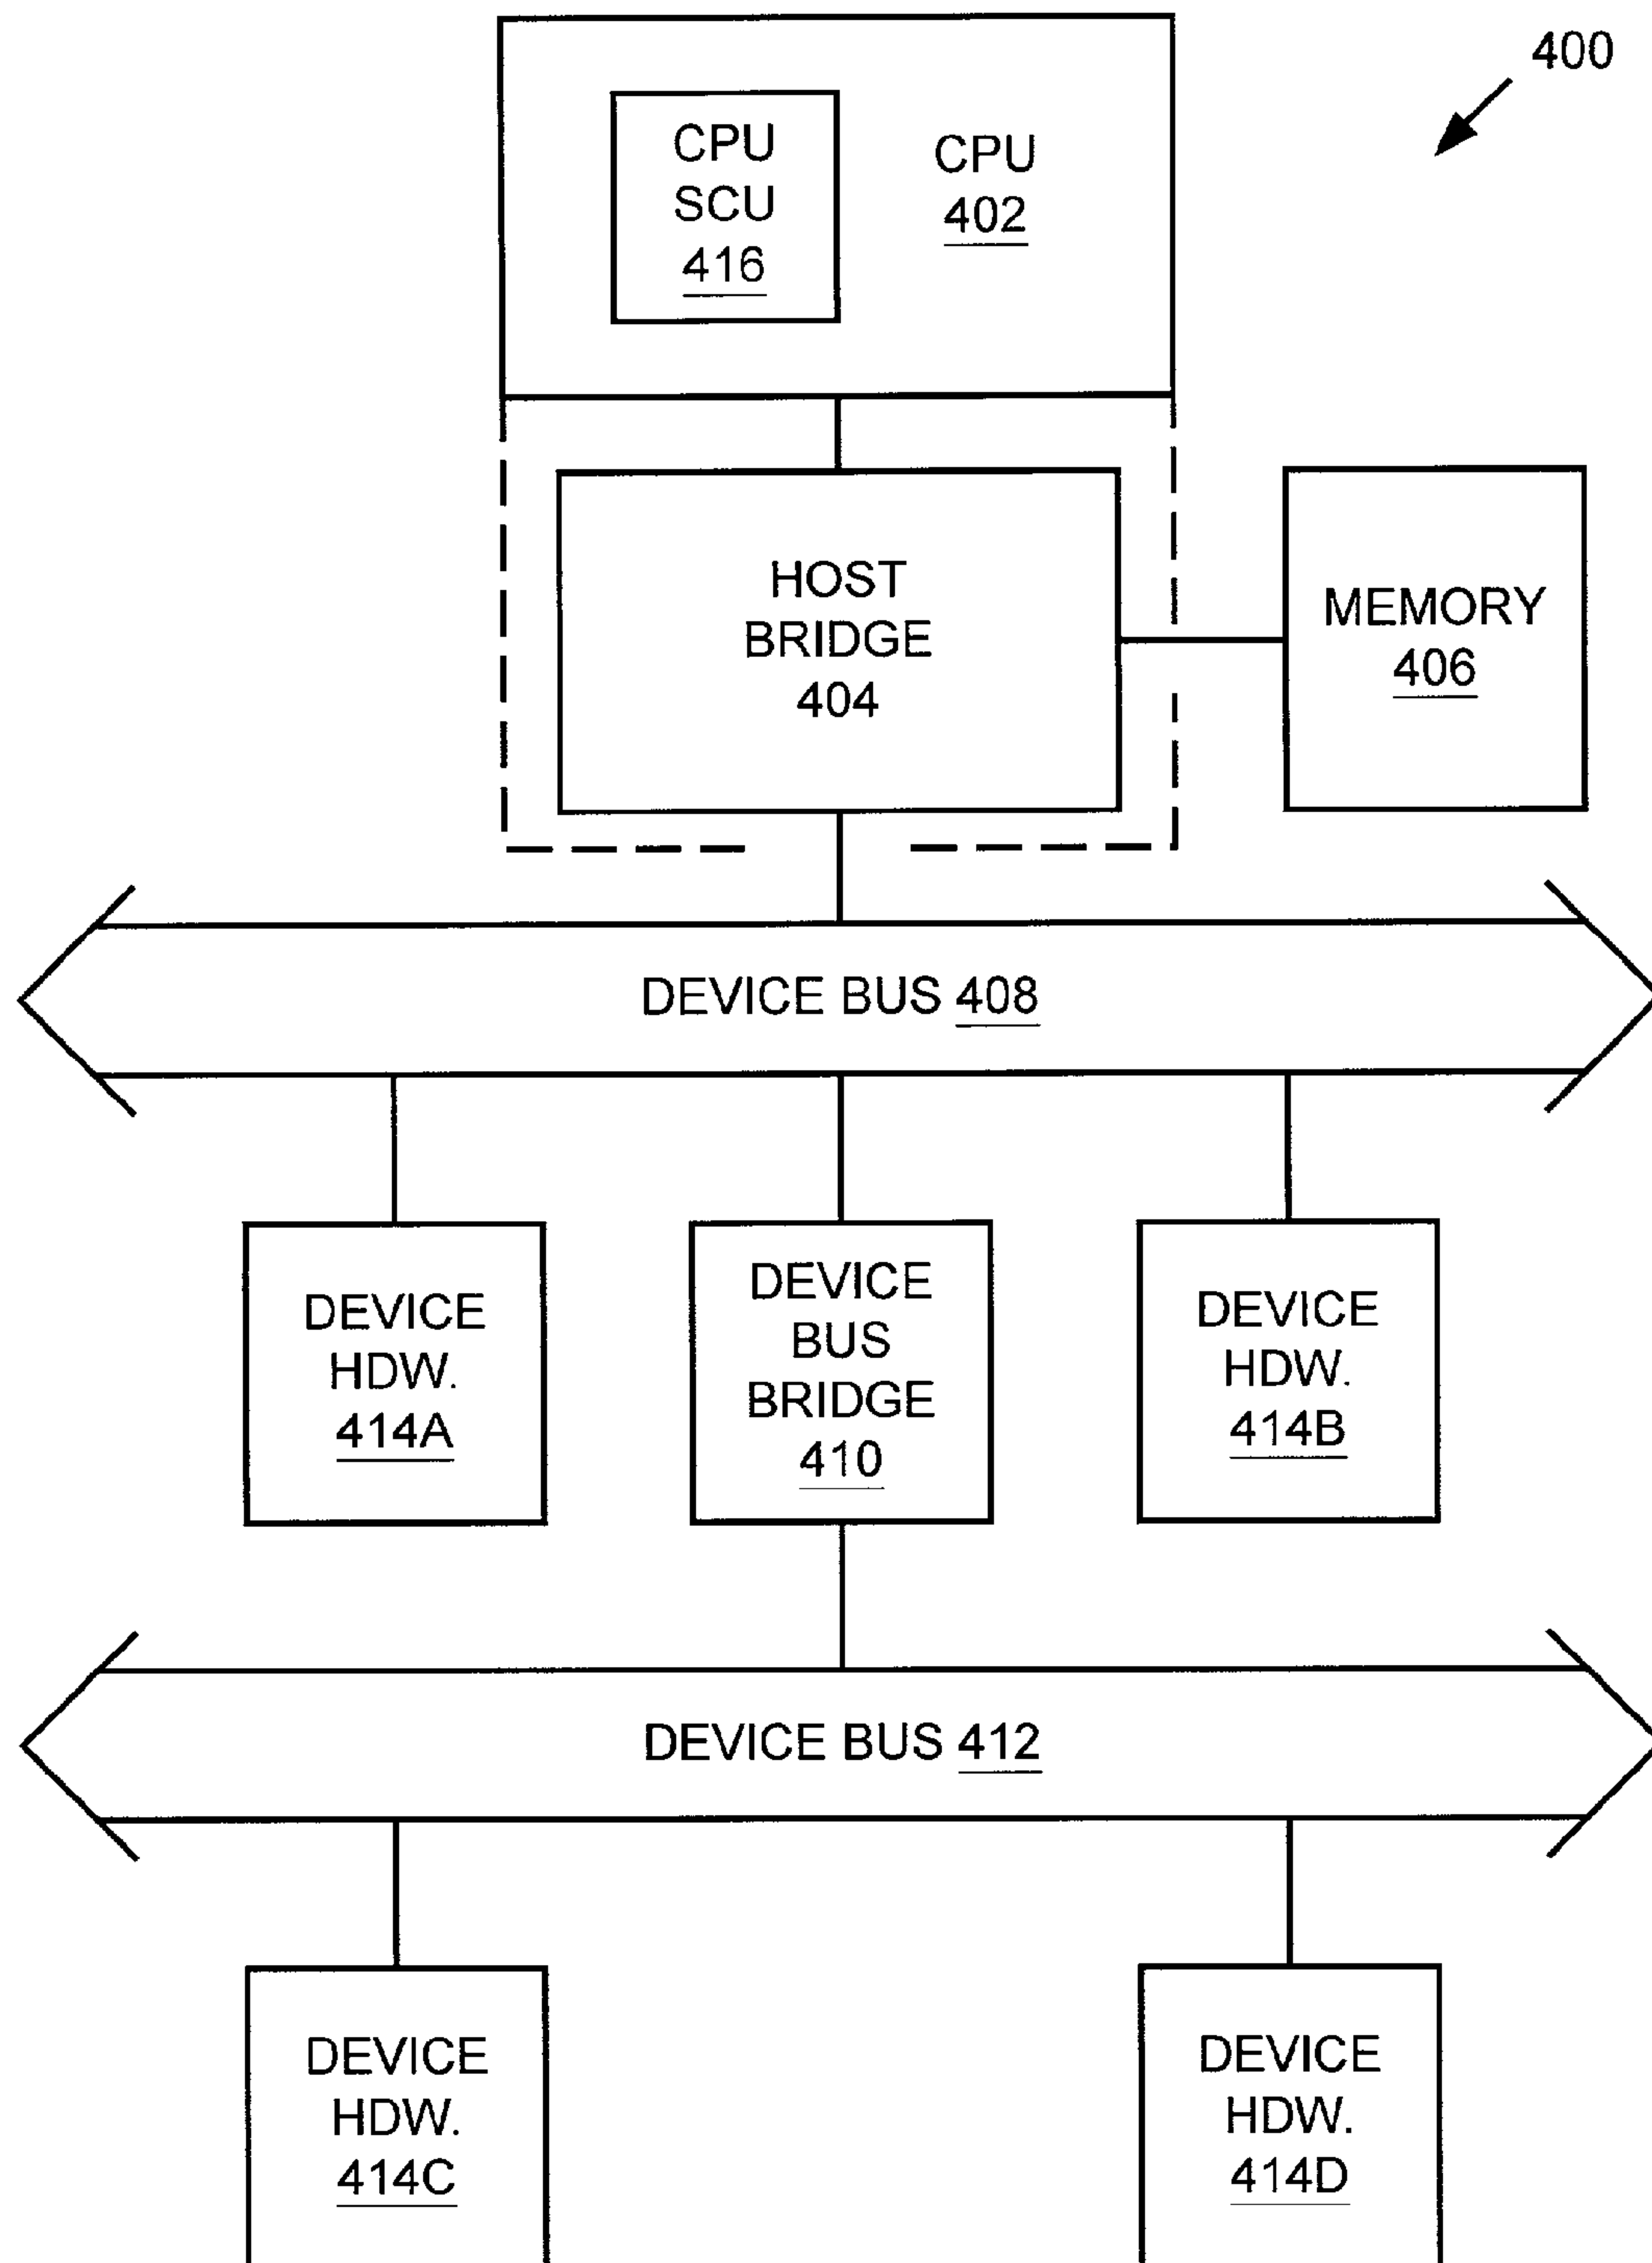 400
CPU
SCU
416
CPU
402
HOST
BRIDGE
404
MEMORY
406
DEVICE BUS 408
DEVICE
HDW.
414A
DEVICE
BUS
BRIDGE
410
DEVICE
HDW.
414B
DEVICE BUS 412
DEVICE
HDW.
414C
DEVICE
HDW.
414D